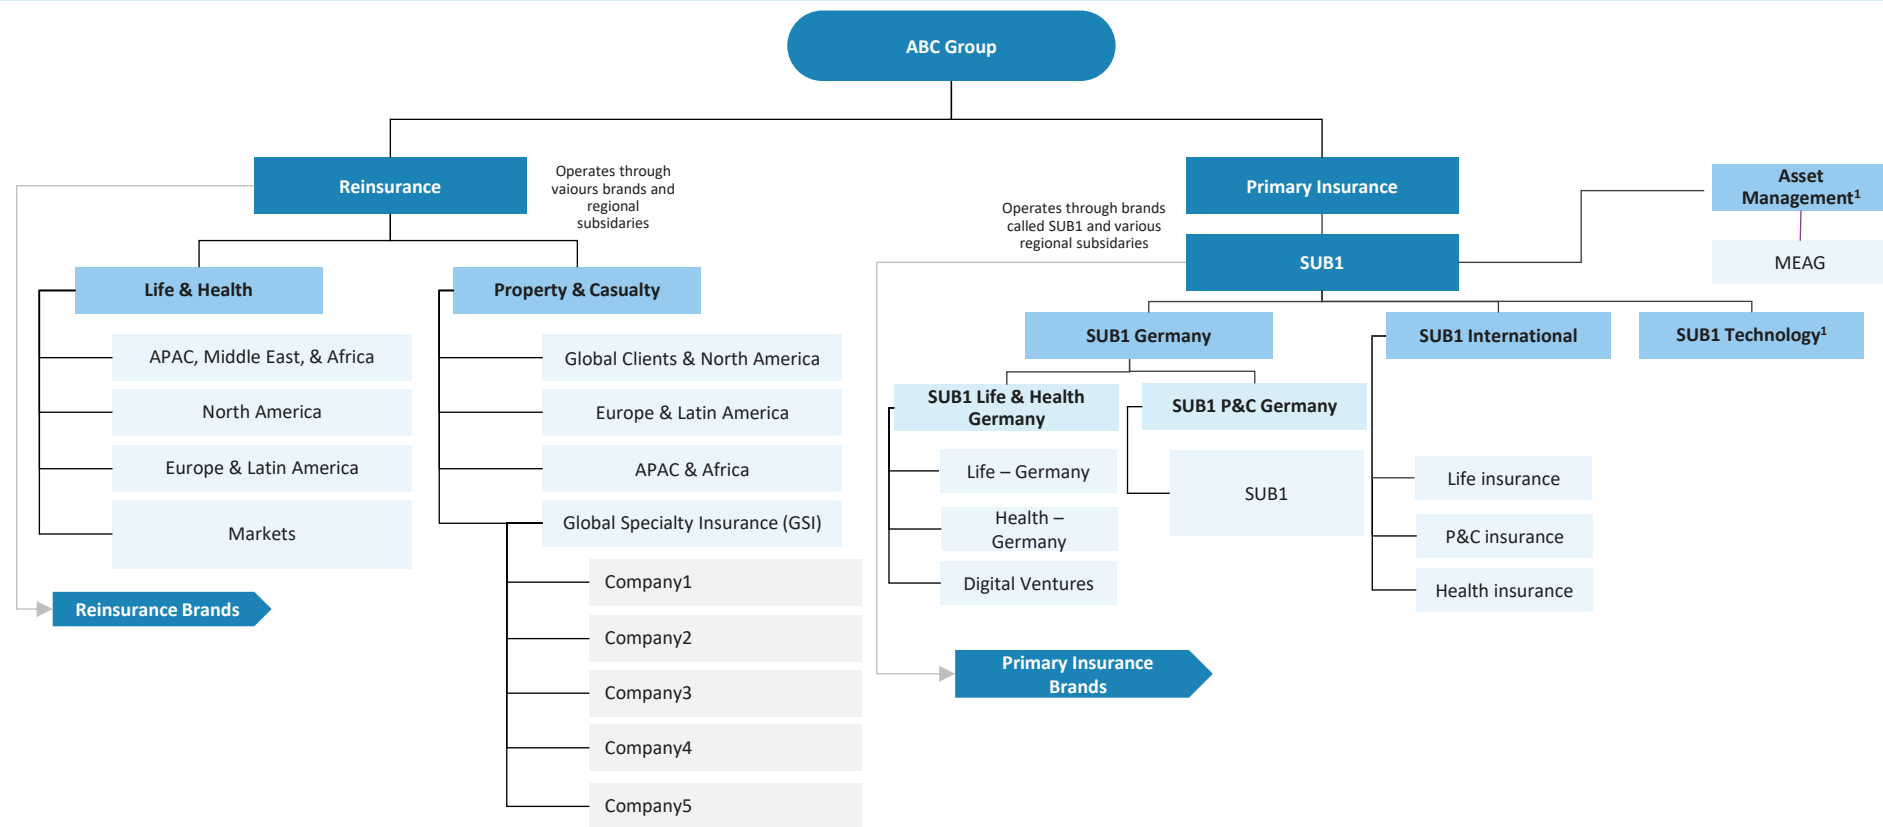 ABC Group
Reinsurance
Operates through
vaiours brands and
regional
subsidaries
Life & Health
APAC, Middle East, & Africa
North America
Europe & Latin America
Markets
Reinsurance Brands
Property & Casualty
Global Clients & North America
Europe & Latin America
APAC & Africa
Global Specialty Insurance (GSI)
Company1
Company2
Company3
Company4
Company5
Primary Insurance
Operates through brands
called SUB1 and various
regional subsidaries
SUB1
Asset
Management¹
MEAG
SUB1 Germany
SUB1 Life & Health
Germany
Life – Germany
Health –
Germany
Digital Ventures
SUB1 P&C Germany
SUB1
SUB1 International
Life insurance
P&C insurance
Health insurance
SUB1 Technology¹
Primary Insurance
Brands